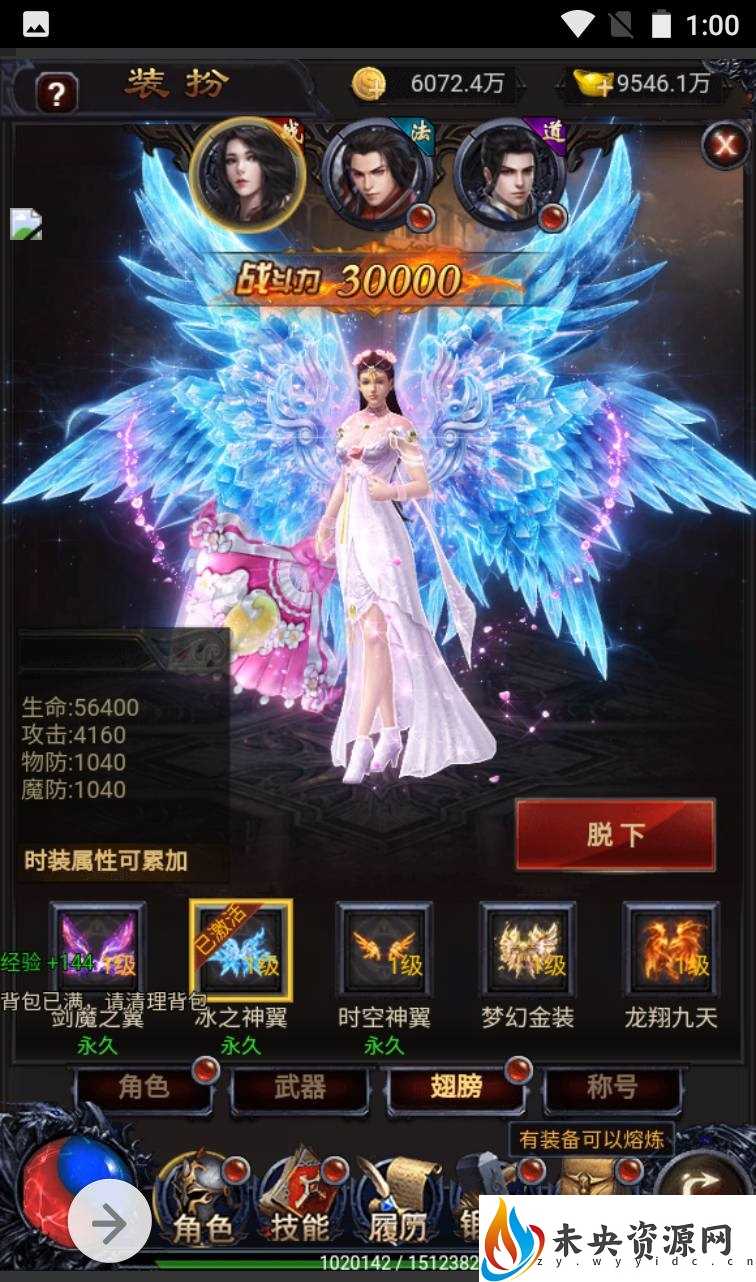 1:00
?
装扮
6072.4万
9546.1万
战
法
道
X
战斗力 30000
生命:56400
攻击:4160
物防:1040
魔防:1040
时装属性可累加
脱下
已激活
1级
1级
1级
1级
1级
经验 +144
背包已满，请清理背包
剑魔之翼
冰之神翼
时空神翼
梦幻金装
龙翔九天
永久
永久
永久
角色
武器
翅膀
称号
有装备可以熔炼
角色
技能
履历
1020142 / 1512382
未央资源网
zy.wyyidc.cn